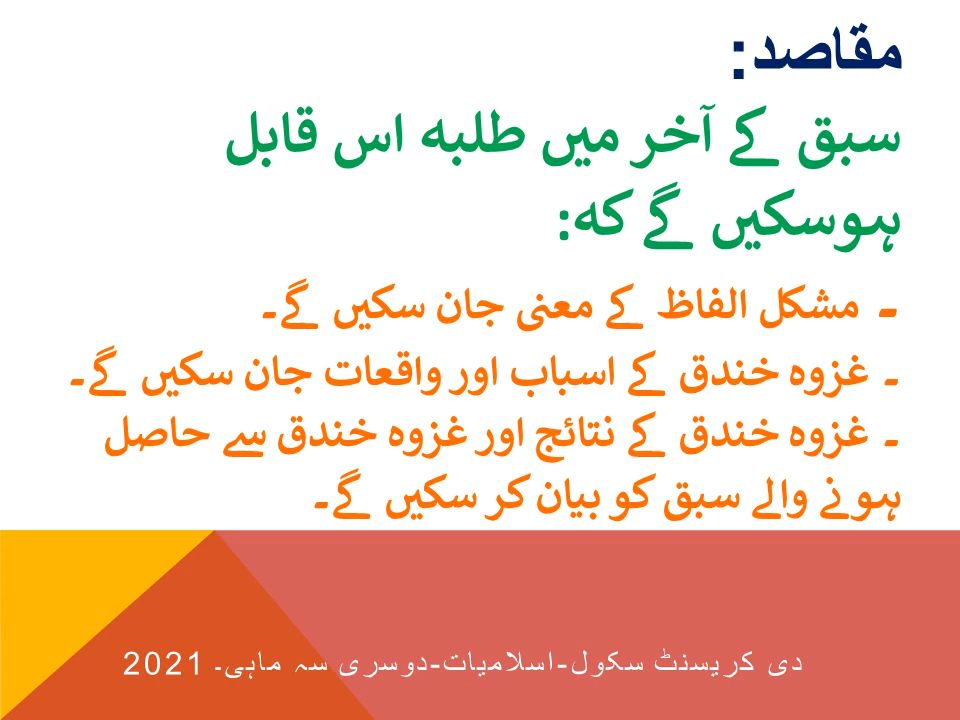 مقاصد:
سبق کے آخر میں طلبہ اس قابل
ہوسکیں گے کہ:
۔ مشکل الفاظ کے معنی جان سکیں گے۔
۔ غزوہ خندق کے اسباب اور واقعات جان سکیں گے۔
۔ غزوہ خندق کے نتائج اور غزوہ خندق سے حاصل
ہونے والے سبق کو بیان کر سکیں گے۔
دی کریسنٹ سکول-اسلامیات-دوسری سہ ماہی۔ 2021